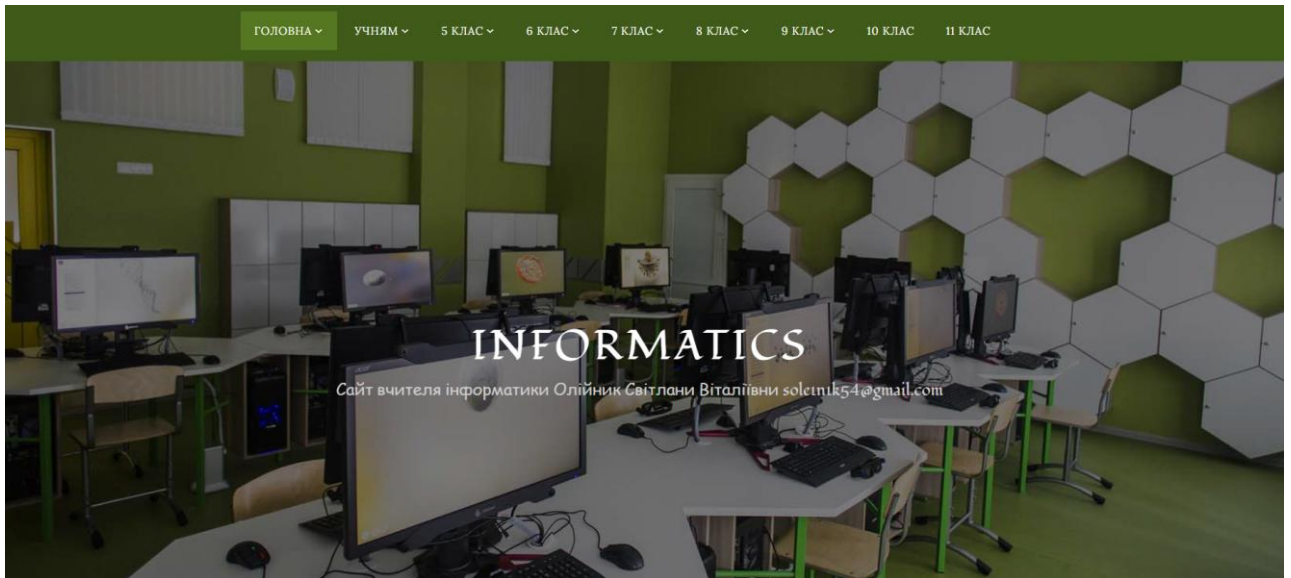 ГОЛОВНА УЧНЯМ 5 КЛАС 6 КЛАС 7 КЛАС 8 КЛАС 9 КЛАС 10 КЛАС 11 КЛАС
INFORMATICS
Сайт вчителя інформатики Олійник Світлани Віталіївни soleinik54@gmail.com